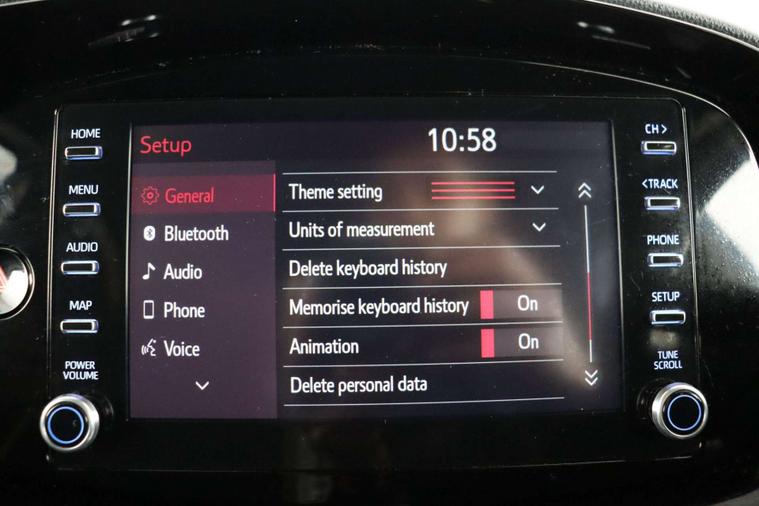 HOME
MENU
AUDIO
MAP
POWER
VOLUME
Setup
10:58
General
Bluetooth
Audio
Phone
Voice
Theme setting
Units of measurement
Delete keyboard history
Memorise keyboard history On
Animation On
Delete personal data
CH >
< TRACK
PHONE
SETUP
TUNE
SCROLL